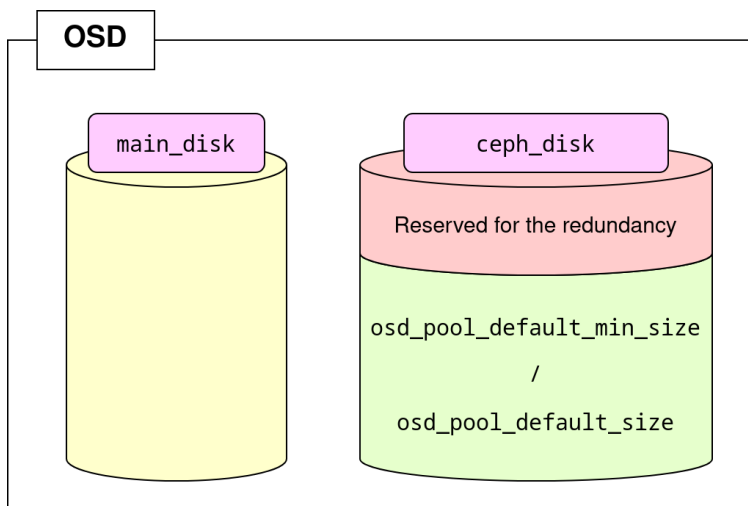 OSD
main_disk
ceph_disk
Reserved for the redundancy
osd_pool_default_min_size
/
osd_pool_default_size